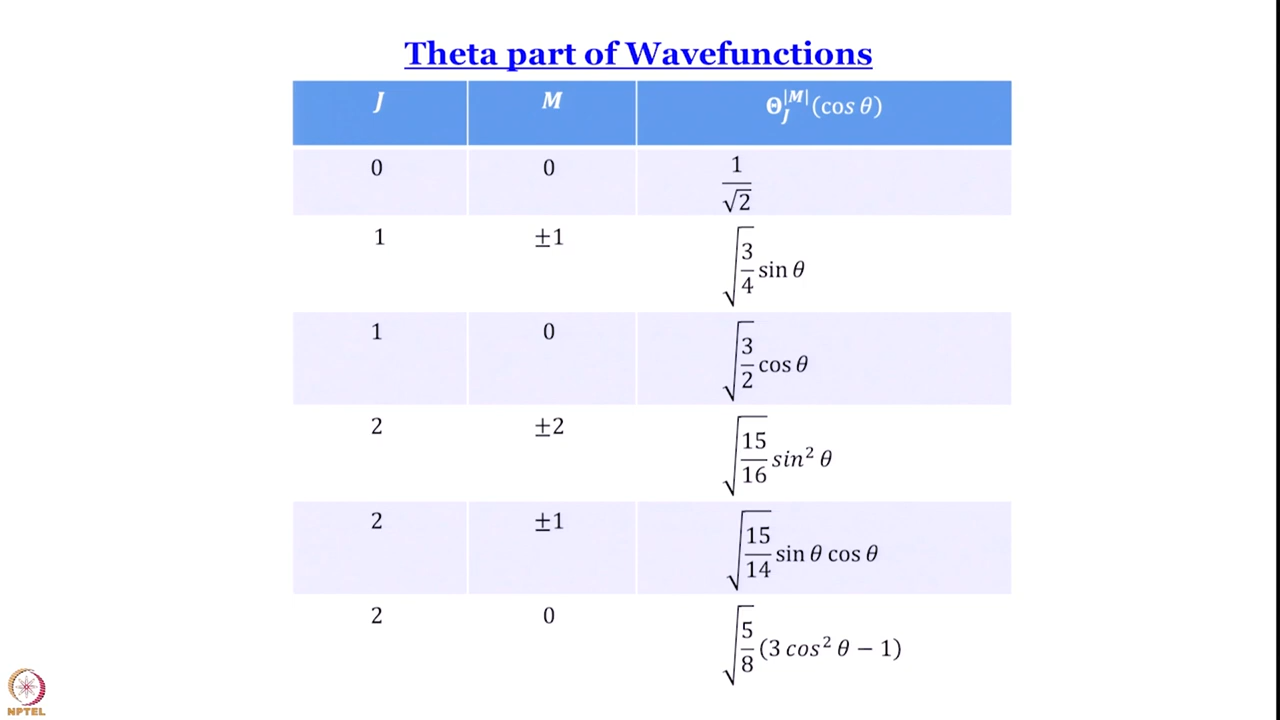 Theta part of Wavefunctions
J M Θ_J^{|M|}(cos θ)
0 0 1/√2
1 ±1 √(3/4) sin θ
1 0 √(3/2) cos θ
2 ±2 √(15/16) sin² θ
2 ±1 √(15/14) sin θ cos θ
2 0 √(5/8) (3 cos² θ − 1)
NPTEL